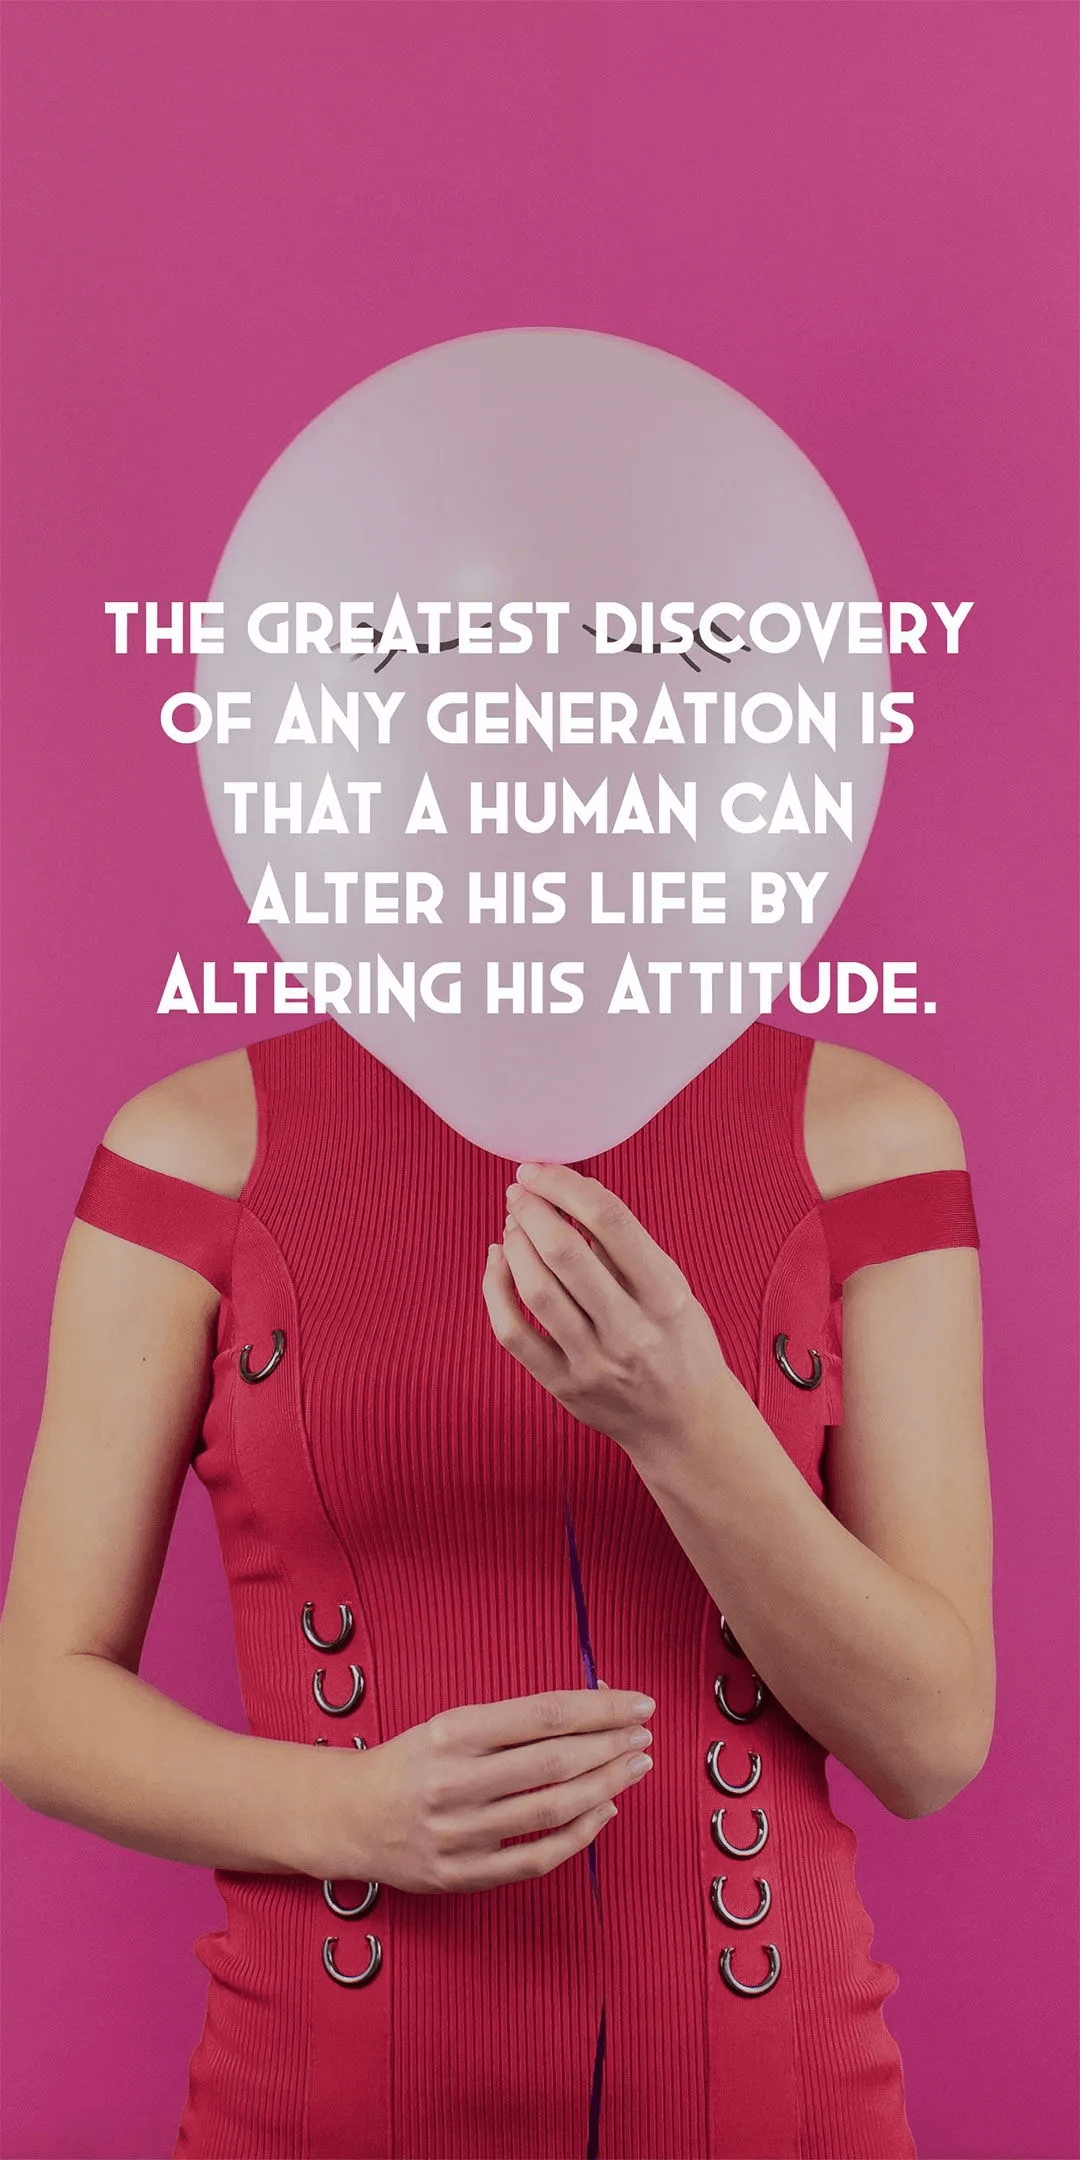 THE GREATEST DISCOVERY
OF ANY GENERATION IS
THAT A HUMAN CAN
ALTER HIS LIFE BY
ALTERING HIS ATTITUDE.